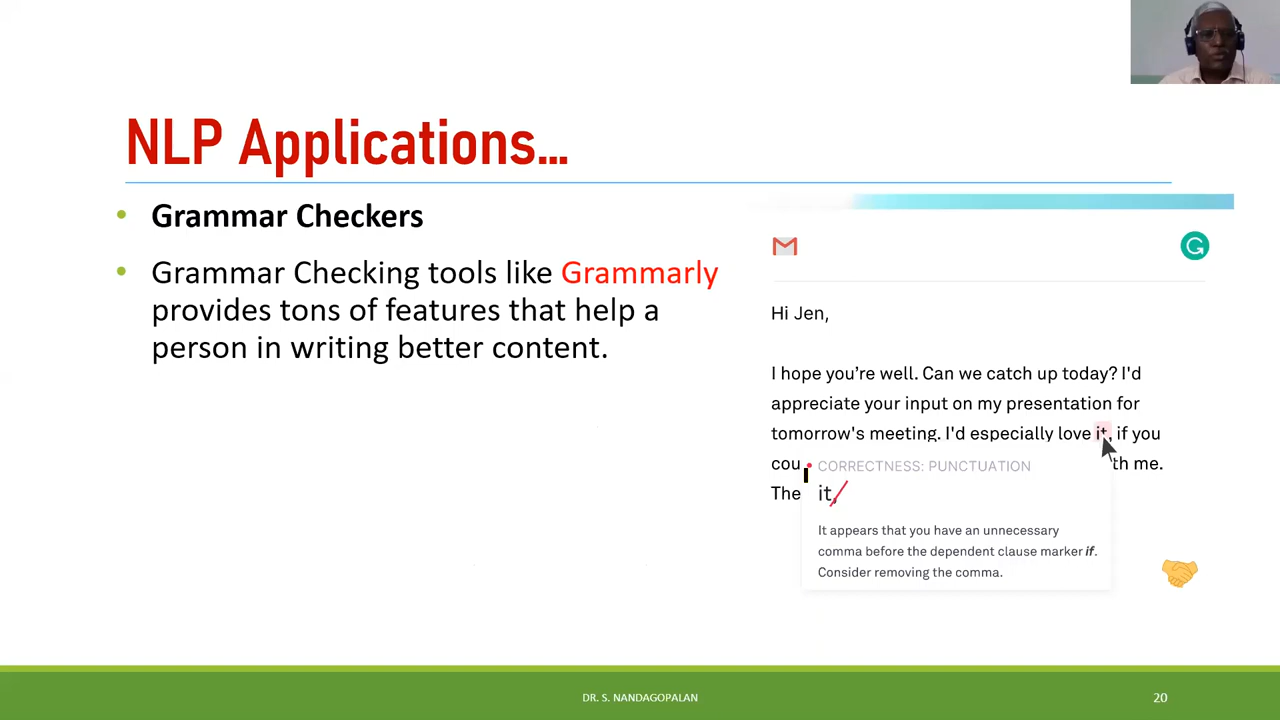 NLP Applications...
• Grammar Checkers
• Grammar Checking tools like Grammarly
provides tons of features that help a
person in writing better content.
Hi Jen,
I hope you're well. Can we catch up today? I'd
appreciate your input on my presentation for
tomorrow's meeting. I'd especially love it, if you
cou th me.
The
CORRECTNESS: PUNCTUATION
it,
It appears that you have an unnecessary
comma before the dependent clause marker if.
Consider removing the comma.
DR. S. NANDAGOPALAN
20